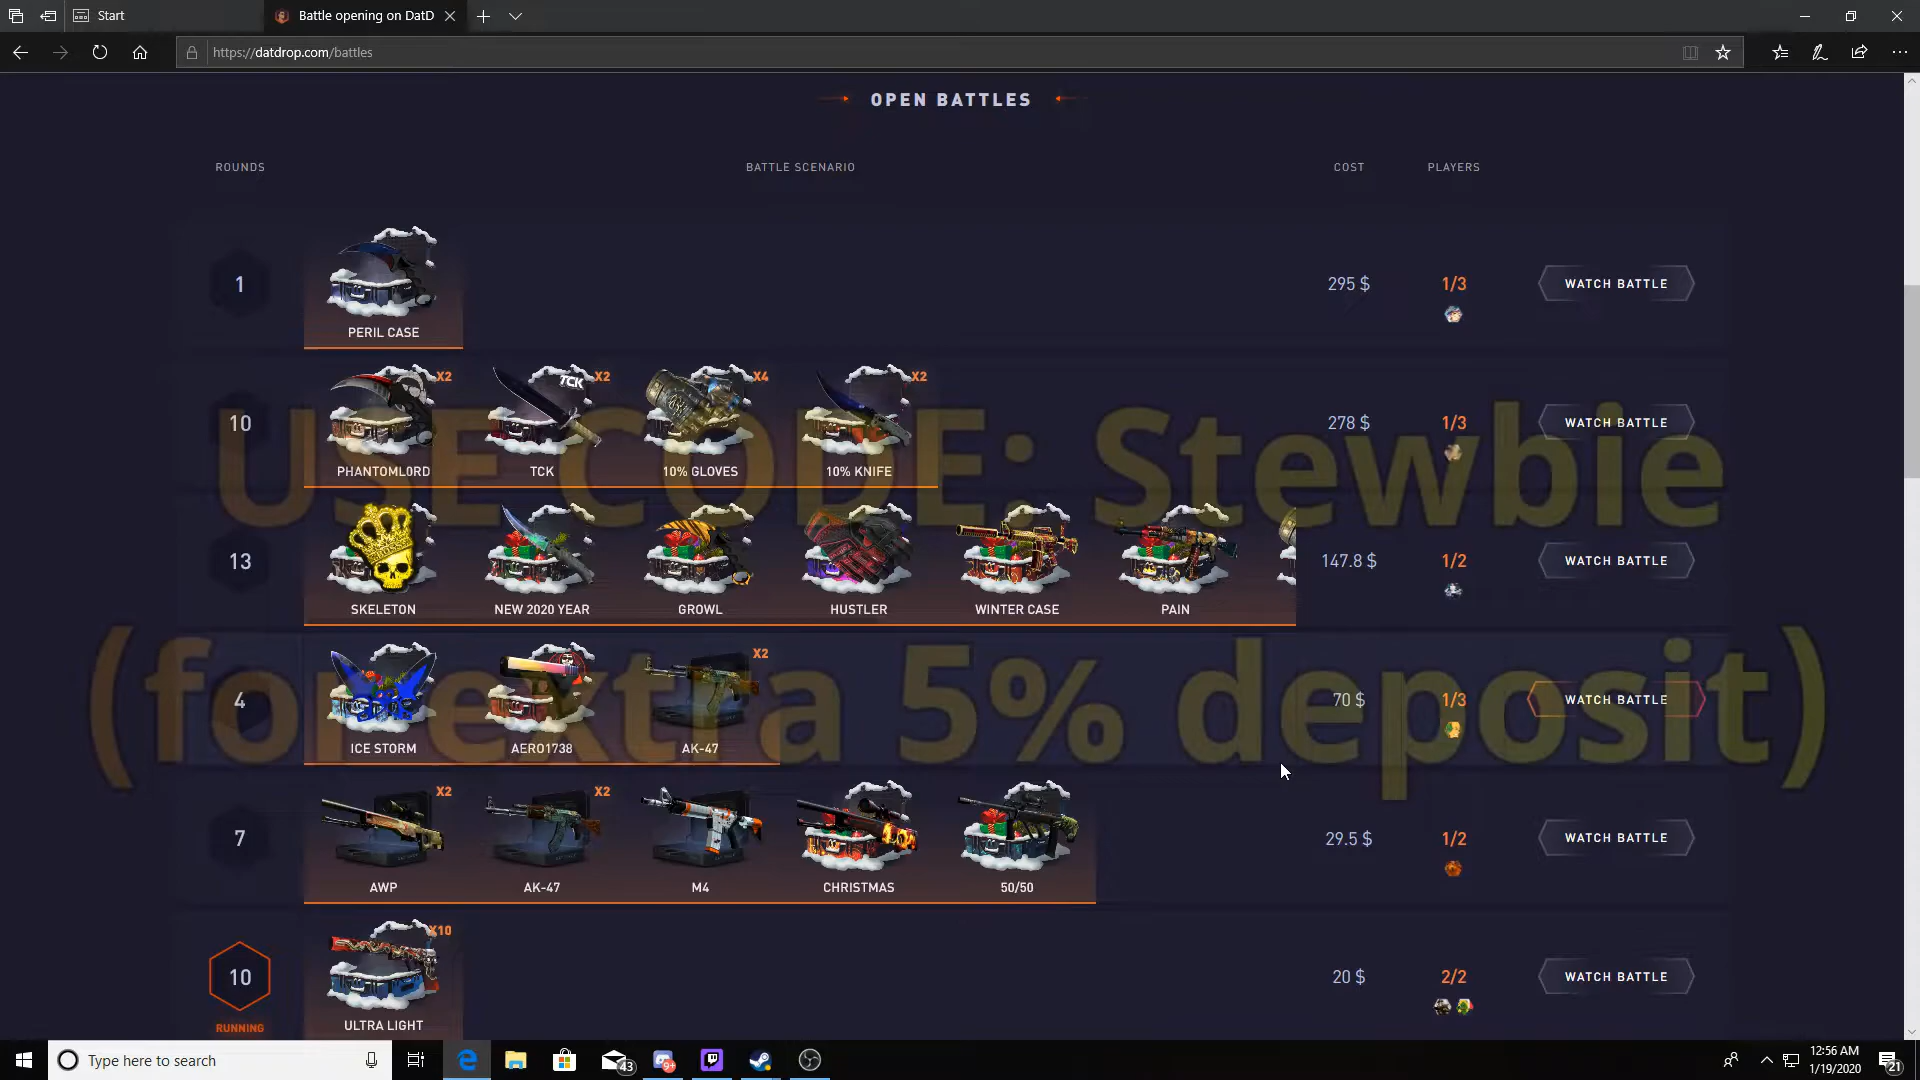 Start
Battle opening on DatD
https://datdrop.com/battles
OPEN BATTLES
ROUNDS BATTLE SCENARIO COST PLAYERS
1 PERIL CASE 295 $ 1/3 WATCH BATTLE
X2 X2 X4 X2
TCK
10 278 $ 1/3 WATCH BATTLE
PHANTOML0RD TCK 10% GLOVES 10% KNIFE
USE CODE: Stewbie
13 147.8 $ 1/2 WATCH BATTLE
SKELETON NEW 2020 YEAR GROWL HUSTLER WINTER CASE PAIN
X2
(for extra 5% deposit)
4 70 $ 1/3 WATCH BATTLE
ICE STORM AERO1738 AK-47
X2 X2
7 29.5 $ 1/2 WATCH BATTLE
AWP AK-47 M4 CHRISTMAS 50/50
X10
10 20 $ 2/2 WATCH BATTLE
RUNNING ULTRA LIGHT
Type here to search
43
9+
12:56 AM
1/19/2020
21